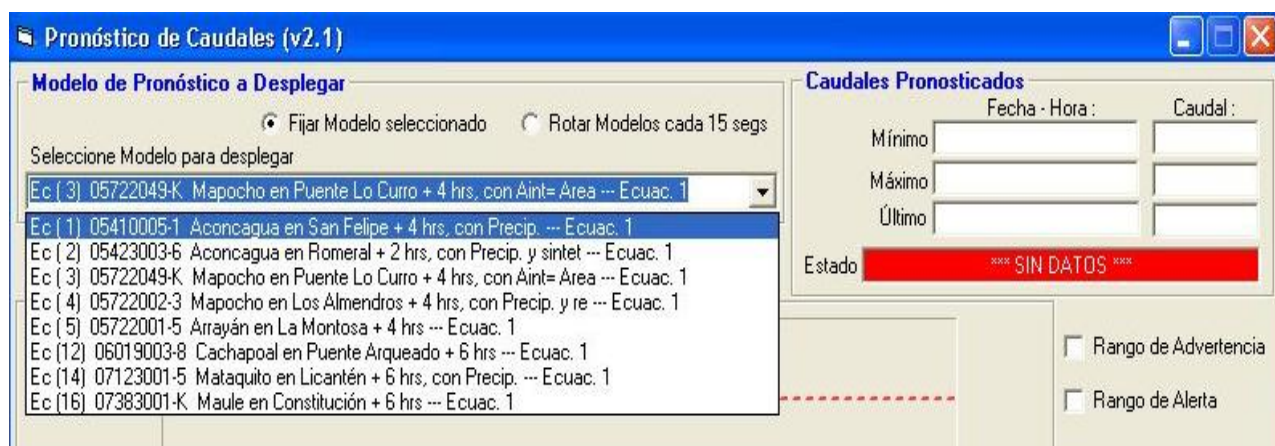 Pronóstico de Caudales (v2.1)
Modelo de Pronóstico a Desplegar
Fijar Modelo seleccionado
Rotar Modelos cada 15 segs
Seleccione Modelo para desplegar
Ec ( 3) 05722049-K Mapocho en Puente Lo Curro + 4 hrs, con Aint= Area --- Ecuac. 1
Ec ( 1) 05410005-1 Aconcagua en San Felipe + 4 hrs, con Precip. --- Ecuac. 1
Ec ( 2) 05423003-6 Aconcagua en Romeral + 2 hrs, con Precip. y sintet --- Ecuac. 1
Ec ( 3) 05722049-K Mapocho en Puente Lo Curro + 4 hrs, con Aint= Area --- Ecuac. 1
Ec ( 4) 05722002-3 Mapocho en Los Almendros + 4 hrs, con Precip. y re --- Ecuac. 1
Ec ( 5) 05722001-5 Arrayán en La Montosa + 4 hrs --- Ecuac. 1
Ec (12) 06019003-8 Cachapoal en Puente Arqueado + 6 hrs --- Ecuac. 1
Ec (14) 07123001-5 Mataquito en Licantén + 6 hrs, con Precip. --- Ecuac. 1
Ec (16) 07383001-K Maule en Constitución + 6 hrs --- Ecuac. 1
Caudales Pronosticados
Fecha - Hora :
Caudal :
Mínimo
Máximo
Último
Estado
*** SIN DATOS ***
Rango de Advertencia
Rango de Alerta